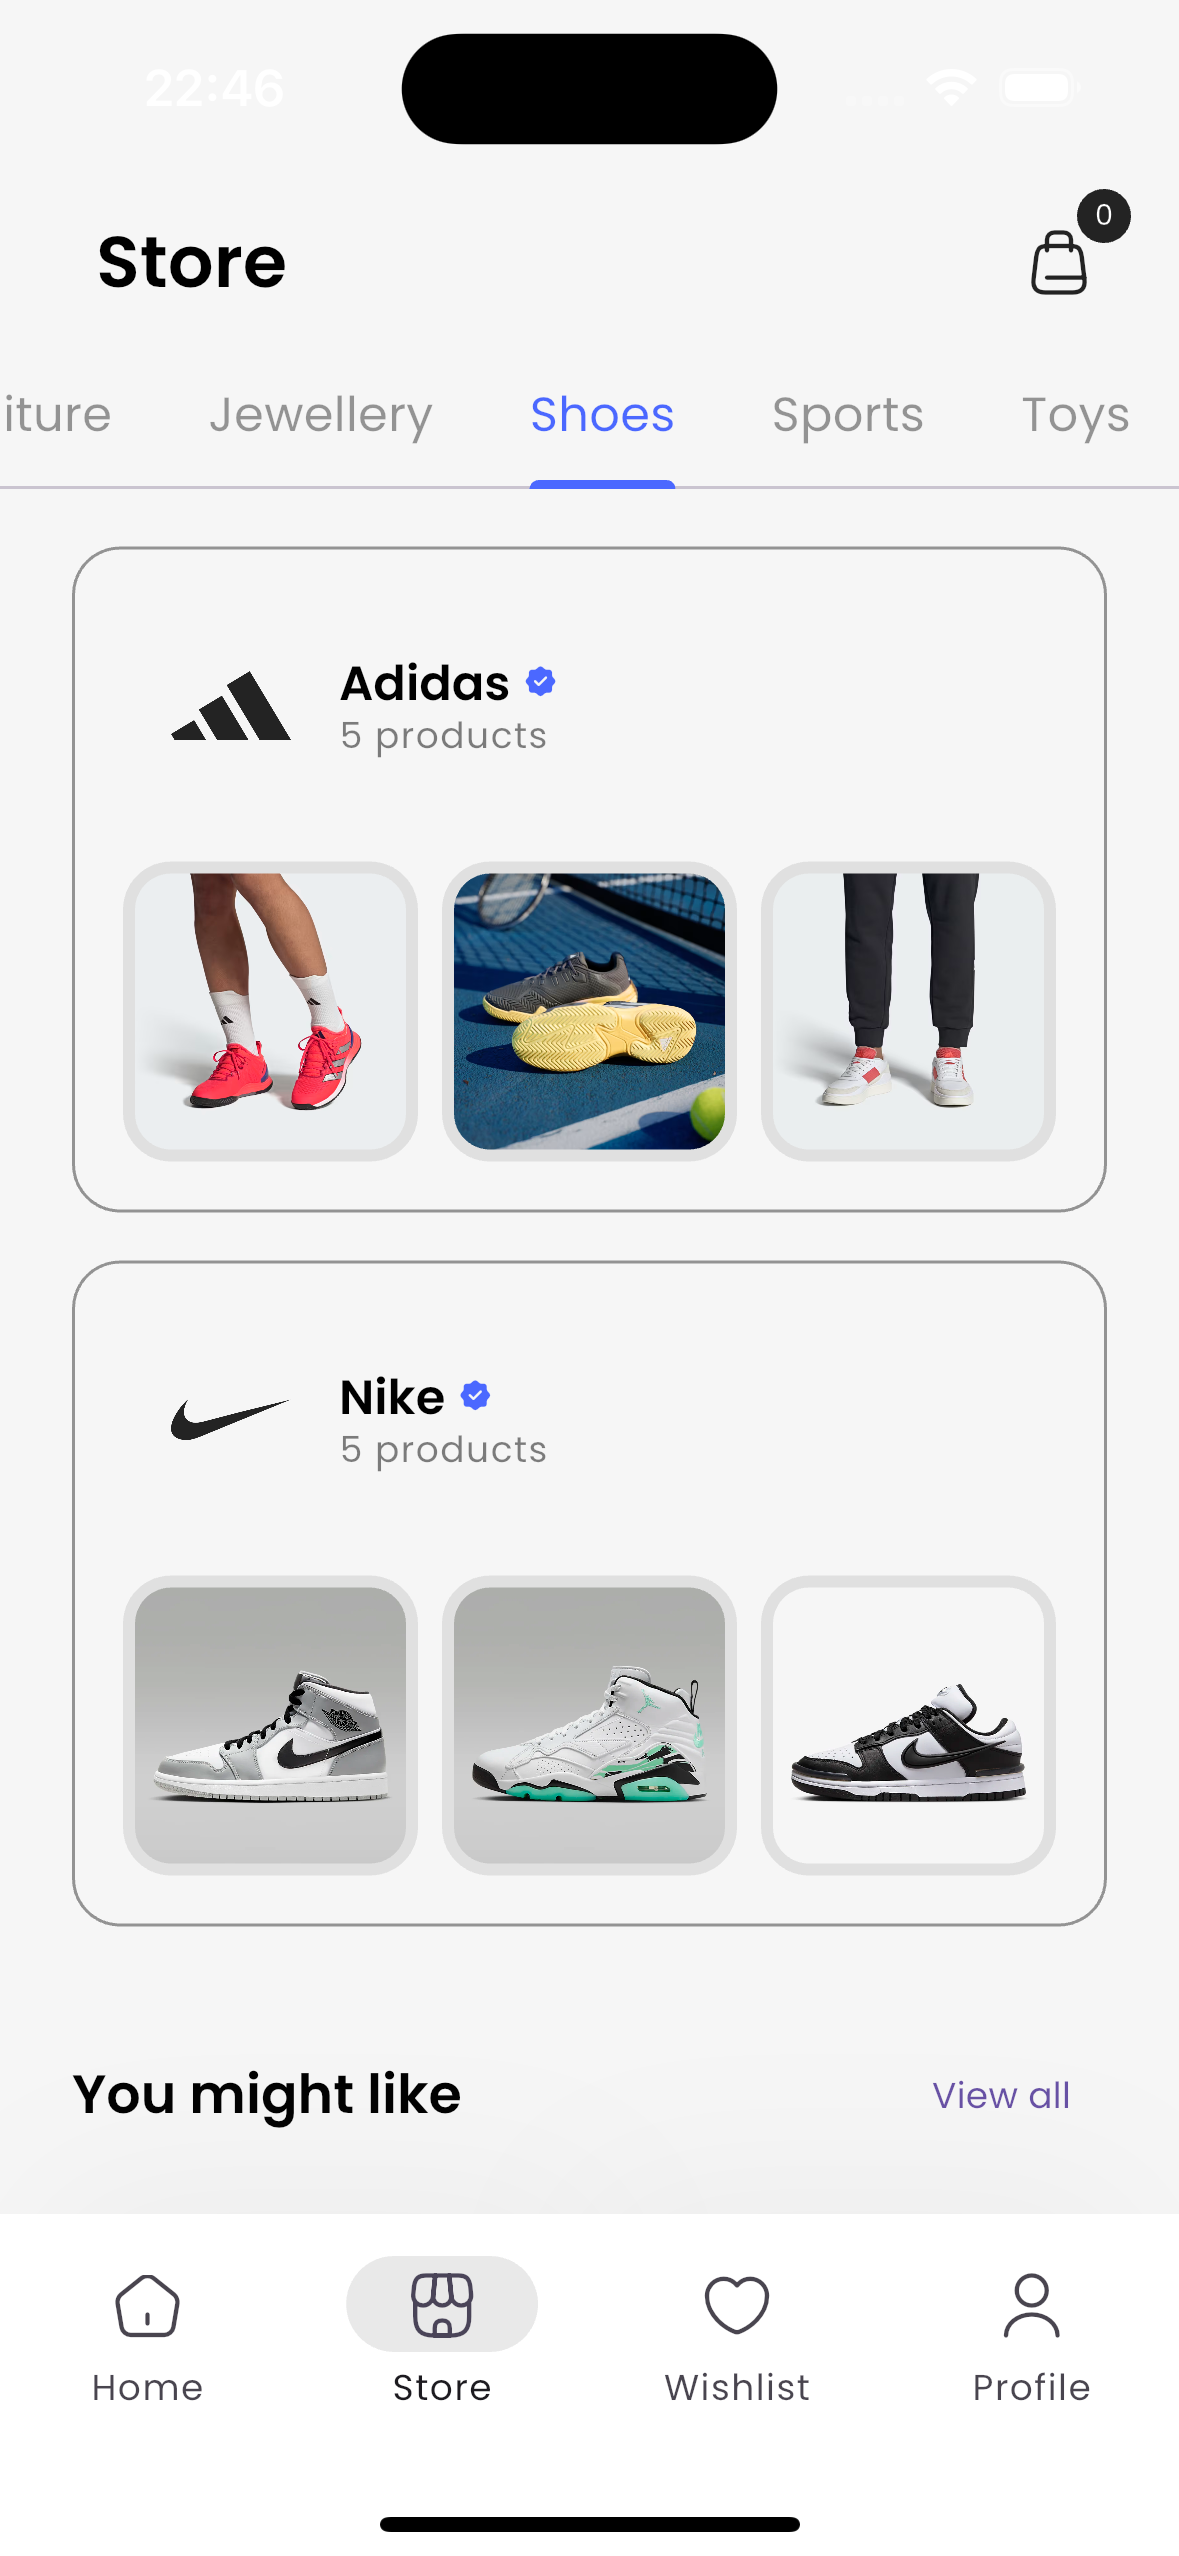 22:46
Store
0
iture
Jewellery
Shoes
Sports
Toys
Adidas
5 products
Nike
5 products
You might like
View all
Home
Store
Wishlist
Profile